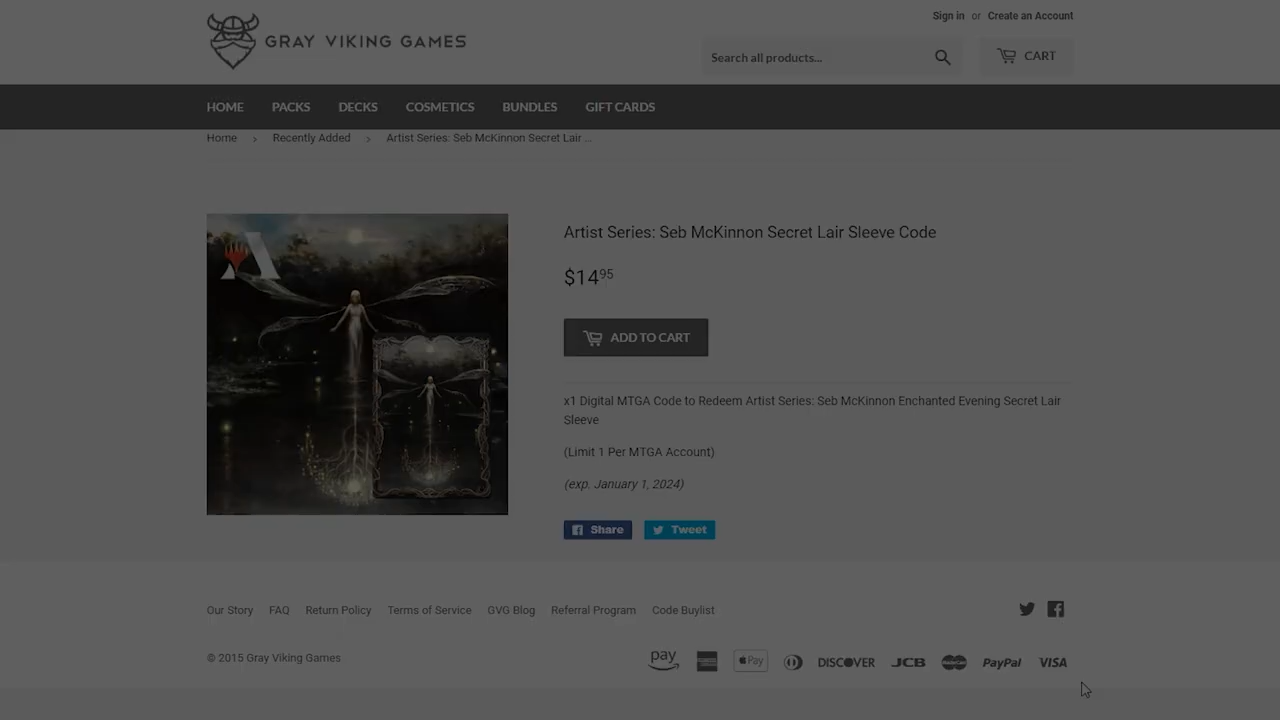 GRAY VIKING GAMES
Sign in or Create an Account
Search all products...
CART
HOME PACKS DECKS COSMETICS BUNDLES GIFT CARDS
Home › Recently Added › Artist Series: Seb McKinnon Secret Lair ...
Artist Series: Seb McKinnon Secret Lair Sleeve Code
$14.95
ADD TO CART
x1 Digital MTGA Code to Redeem Artist Series: Seb McKinnon Enchanted Evening Secret Lair
Sleeve
(Limit 1 Per MTGA Account)
(exp. January 1, 2024)
Share Tweet
Our Story FAQ Return Policy Terms of Service GVG Blog Referral Program Code Buylist
© 2015 Gray Viking Games
pay Pay DISCOVER JCB PayPal VISA